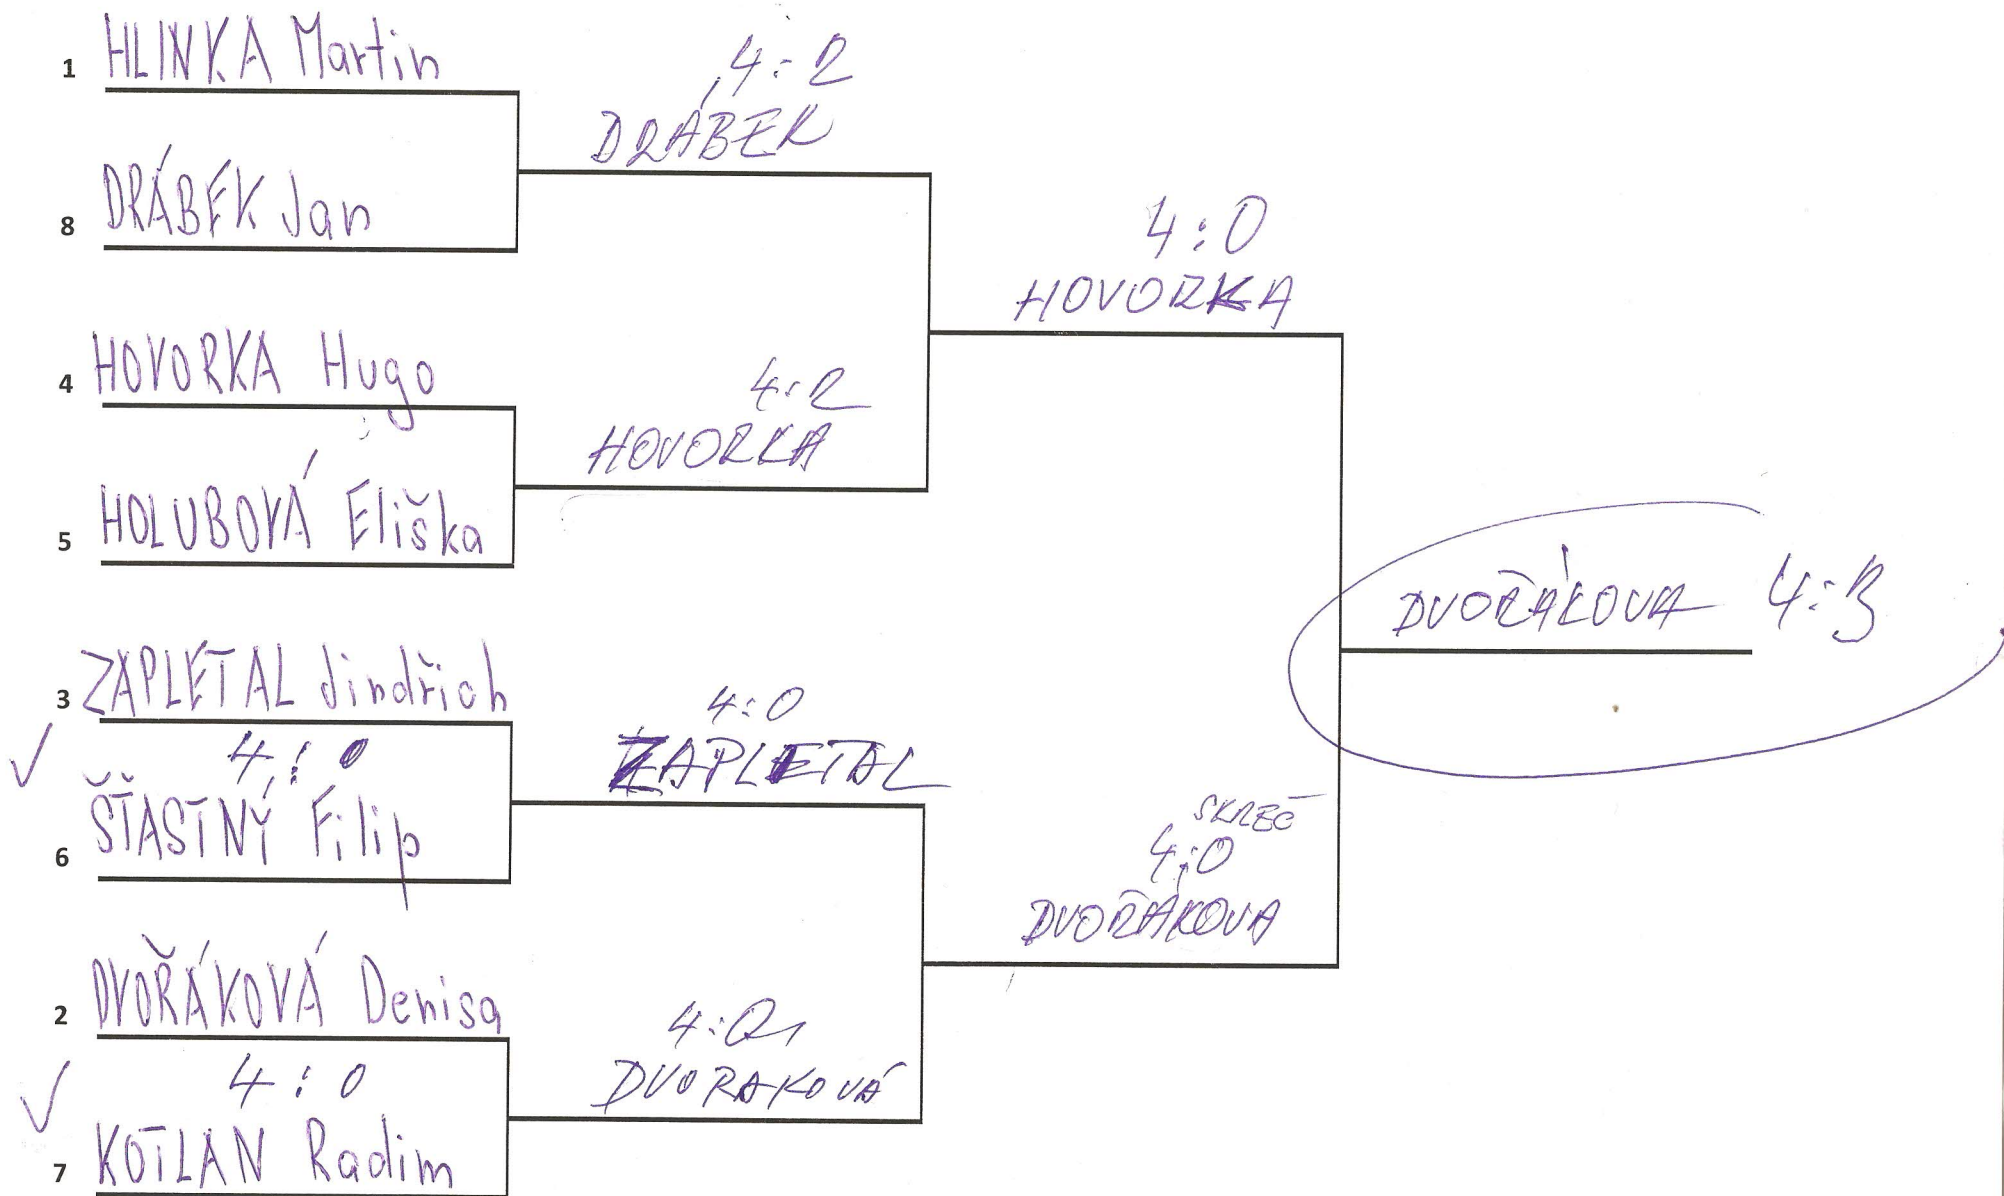 1 HLINKA Martin
8 DRÁBEK Jan
4 HOVORKA Hugo
5 HOLUBOVÁ Eliška
3 ZAPLETAL Jindřich
4:0
6 ŠŤASTNÝ Filip
2 DVOŘÁKOVÁ Denisa
4:0
7 KOTLAN Radim
4:2
DRÁBEK
4:2
HOVORKA
4:0
ZAPLETAL
4:0
DVORAKOVÁ
4:0
HOVORKA
SKREČ
4:0
DVOŘÁKOVA
DVOŘÁKOVA 4:3